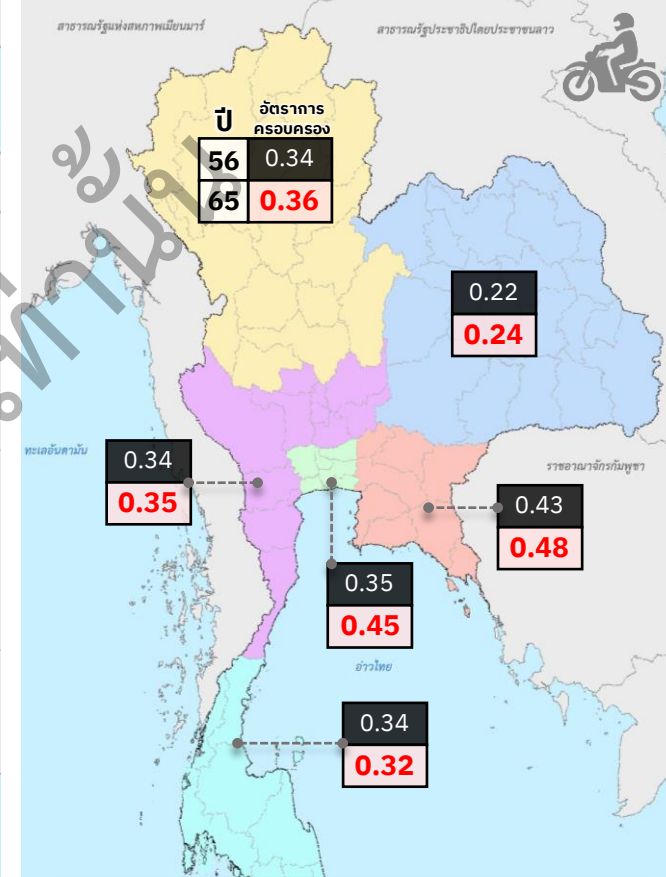 สาธารณรัฐแห่งสหภาพเมียนมาร์
สาธารณรัฐประชาธิปไตยประชาชนลาว
ปี อัตราการ
ครอบครอง
56 0.34
65 0.36
0.22
0.24
ทะเลอันดามัน
ราชอาณาจักรกัมพูชา
0.34
0.35
0.43
0.48
0.35
0.45
อ่าวไทย
0.34
0.32